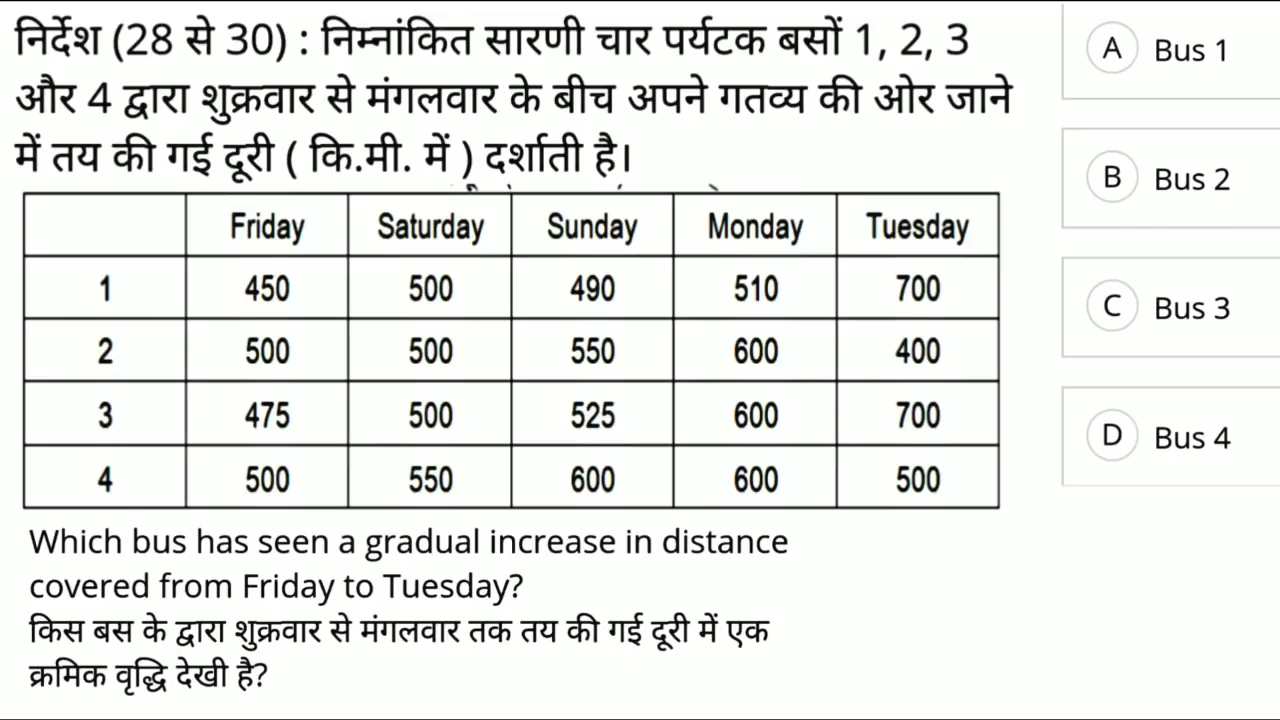 निर्देश (28 से 30) : निम्नांकित सारणी चार पर्यटक बसों 1, 2, 3
और 4 द्वारा शुक्रवार से मंगलवार के बीच अपने गतव्य की ओर जाने
में तय की गई दूरी ( कि.मी. में ) दर्शाती है।
Friday Saturday Sunday Monday Tuesday
1 450 500 490 510 700
2 500 500 550 600 400
3 475 500 525 600 700
4 500 550 600 600 500
Which bus has seen a gradual increase in distance
covered from Friday to Tuesday?
किस बस के द्वारा शुक्रवार से मंगलवार तक तय की गई दूरी में एक
क्रमिक वृद्धि देखी है?
A Bus 1
B Bus 2
C Bus 3
D Bus 4